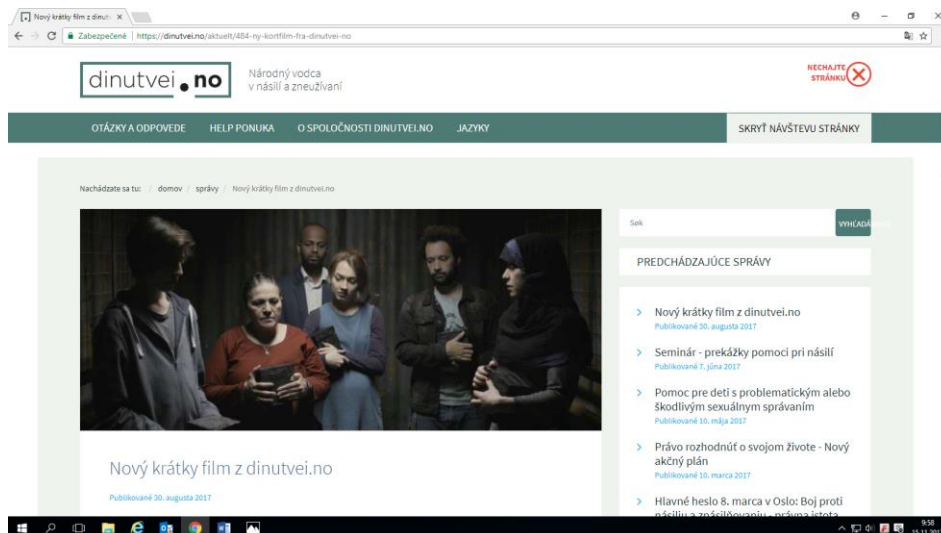 Nový krátky film z dinut
Zabezpečené | https://dinutvei.no/aktuelt/484-ny-kortfilm-fra-dinutvei-no
dinutvei.no
Národný vodca
v násilí a zneužívaní
NECHAJTE
STRÁNKU
OTÁZKY A ODPOVEDE HELP PONUKA O SPOLOČNOSTI DINUTVEI.NO JAZYKY
SKRYŤ NÁVŠTEVU STRÁNKY
Nachádzate sa tu: / domov / správy / Nový krátky film z dinutvei.no
Søk
VYHĽADÁ
PREDCHÁDZAJÚCE SPRÁVY
Nový krátky film z dinutvei.no
Publikované 30. augusta 2017
Seminár - prekážky pomoci pri násilí
Publikované 7. júna 2017
Pomoc pre deti s problematickým alebo
škodlivým sexuálnym správaním
Publikované 10. mája 2017
Právo rozhodnúť o svojom živote - Nový
akčný plán
Publikované 10. marca 2017
Hlavné heslo 8. marca v Oslo: Boj proti
násiliu a znásilňovaniu - právna istota
Nový krátky film z dinutvei.no
Publikované 30. augusta 2017
9:58